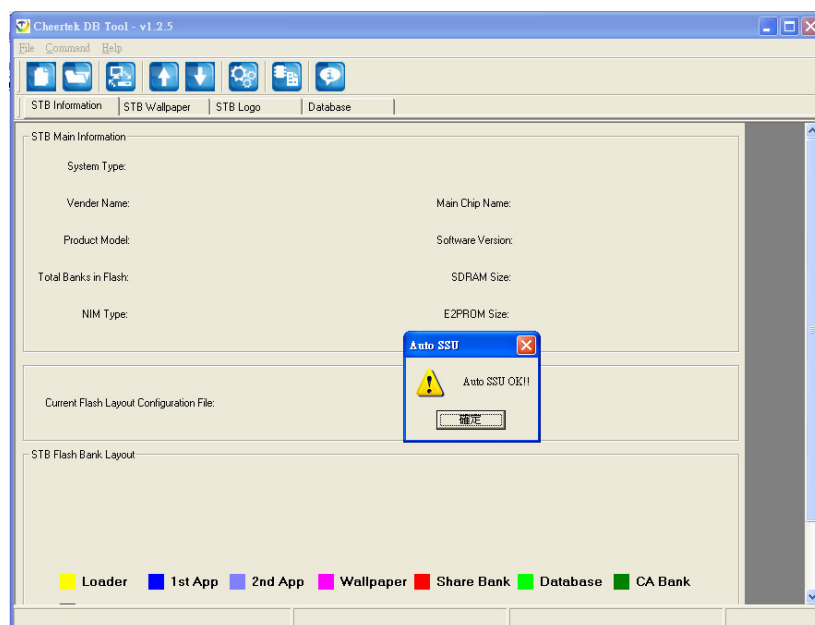 Cheertek DB Tool - v1.2.5
File Command Help
STB Information STB Wallpaper STB Logo Database
STB Main Information
System Type:
Vender Name: Main Chip Name:
Product Model: Software Version:
Total Banks in Flash: SDRAM Size:
NIM Type: E2PROM Size:
Auto SSU
Auto SSU OK!!
確定
Current Flash Layout Configuration File:
STB Flash Bank Layout
Loader 1st App 2nd App Wallpaper Share Bank Database CA Bank